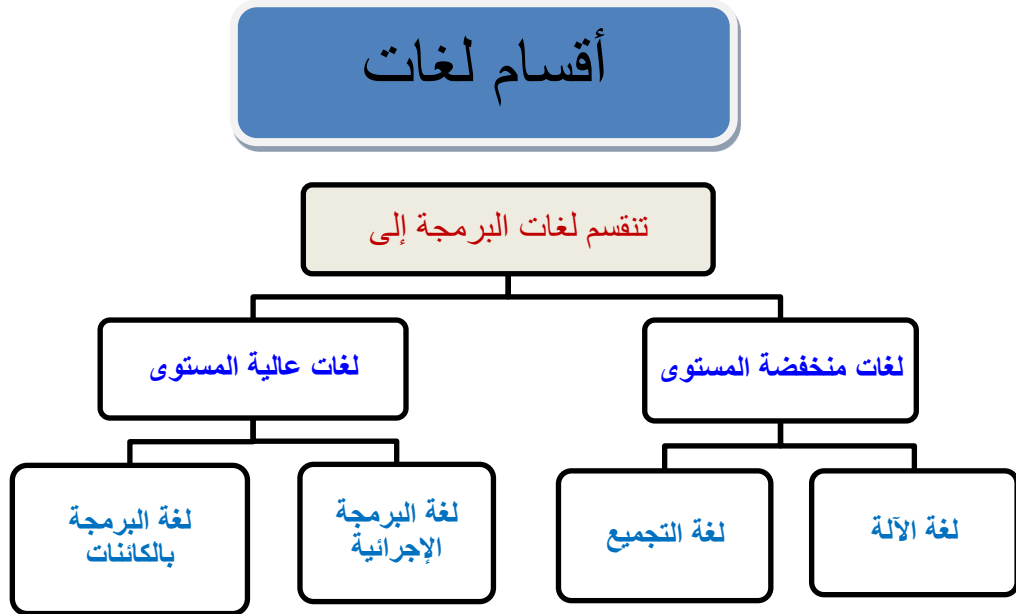 أقسام لغات
تنقسم لغات البرمجة إلى
لغات منخفضة المستوى
لغات عالية المستوى
لغة الآلة
لغة التجميع
لغة البرمجة
الإجرائية
لغة البرمجة
بالكائنات